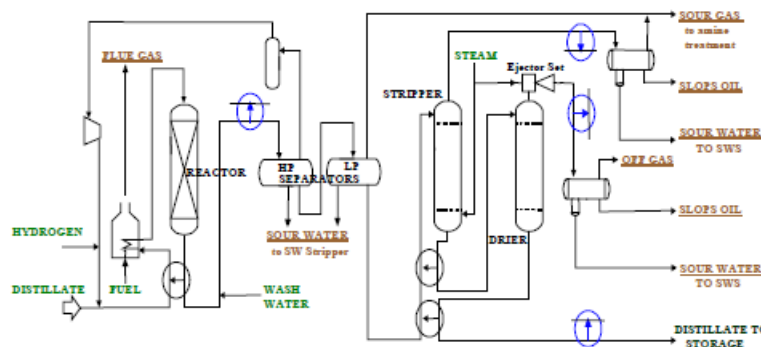 SOUR GAS
to amine
treatment
FLUE GAS
STEAM
Ejector Set
SLOPS OIL
STRIPPER
SOUR WATER
TO SWS
OFF GAS
REACTOR
HP
LP
SEPARATORS
SLOPS OIL
HYDROGEN
SOUR WATER
to SW Stripper
DRIER
SOUR WATER
TO SWS
DISTILLATE
FUEL
WASH
WATER
DISTILLATE TO
STORAGE